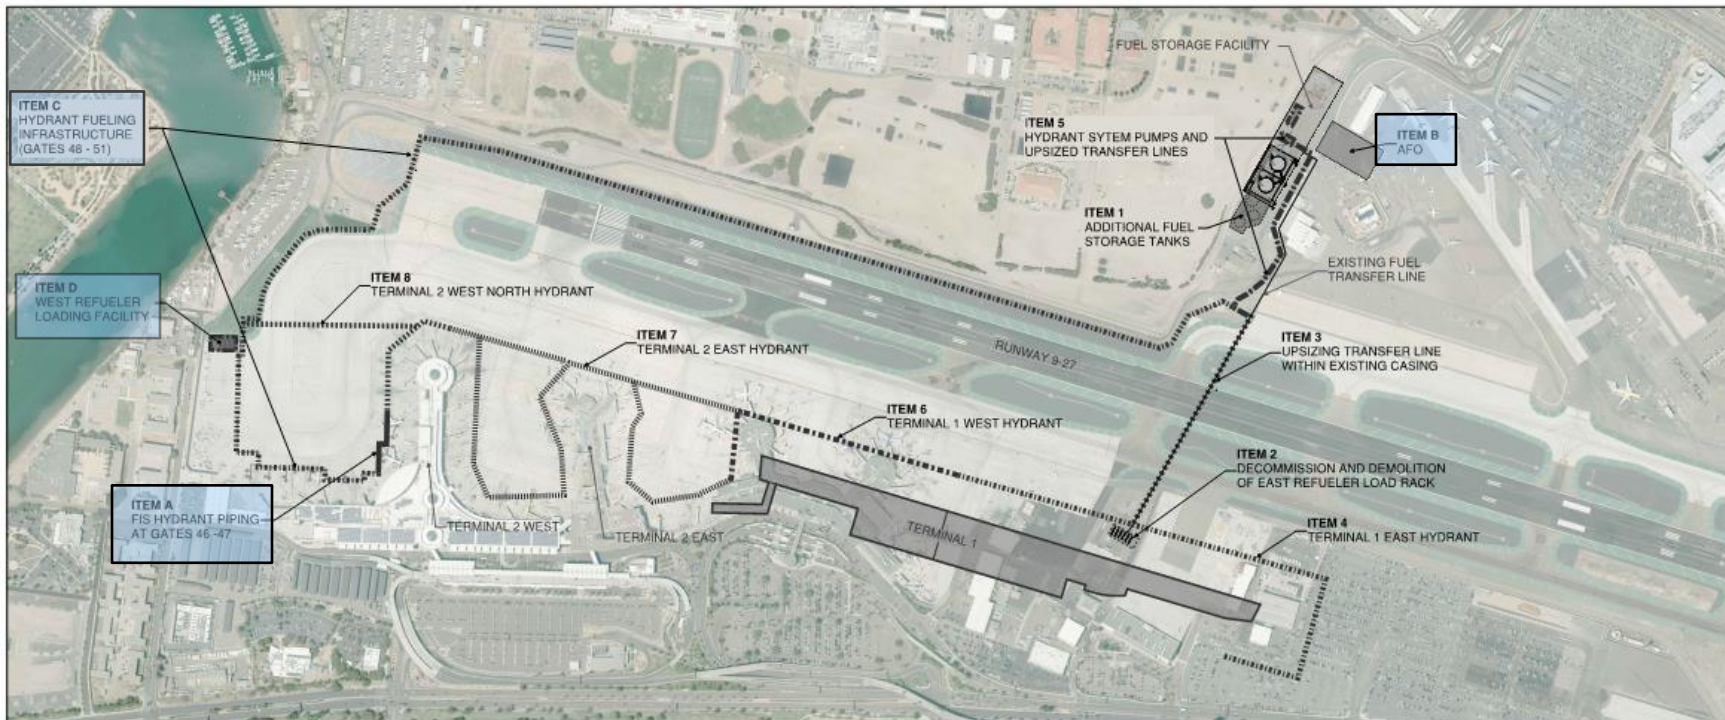 FUEL STORAGE FACILITY
ITEM C
HYDRANT FUELING
INFRASTRUCTURE
(GATES 48 - 51)
ITEM 5
HYDRANT SYTEM PUMPS AND
UPSIZED TRANSFER LINES
ITEM B
AFO
ITEM 1
ADDITIONAL FUEL
STORAGE TANKS
EXISTING FUEL
TRANSFER LINE
ITEM D
WEST REFUELER
LOADING FACILITY
ITEM 8
TERMINAL 2 WEST NORTH HYDRANT
ITEM 7
TERMINAL 2 EAST HYDRANT
RUNWAY 9-27
ITEM 3
UPSIZING TRANSFER LINE
WITHIN EXISTING CASING
ITEM 6
TERMINAL 1 WEST HYDRANT
ITEM 2
DECOMMISSION AND DEMOLITION
OF EAST REFUELER LOAD RACK
ITEM A
FIS HYDRANT PIPING
AT GATES 46 -47
TERMINAL 2 WEST
TERMINAL 2 EAST
TERMINAL 1
ITEM 4
TERMINAL 1 EAST HYDRANT